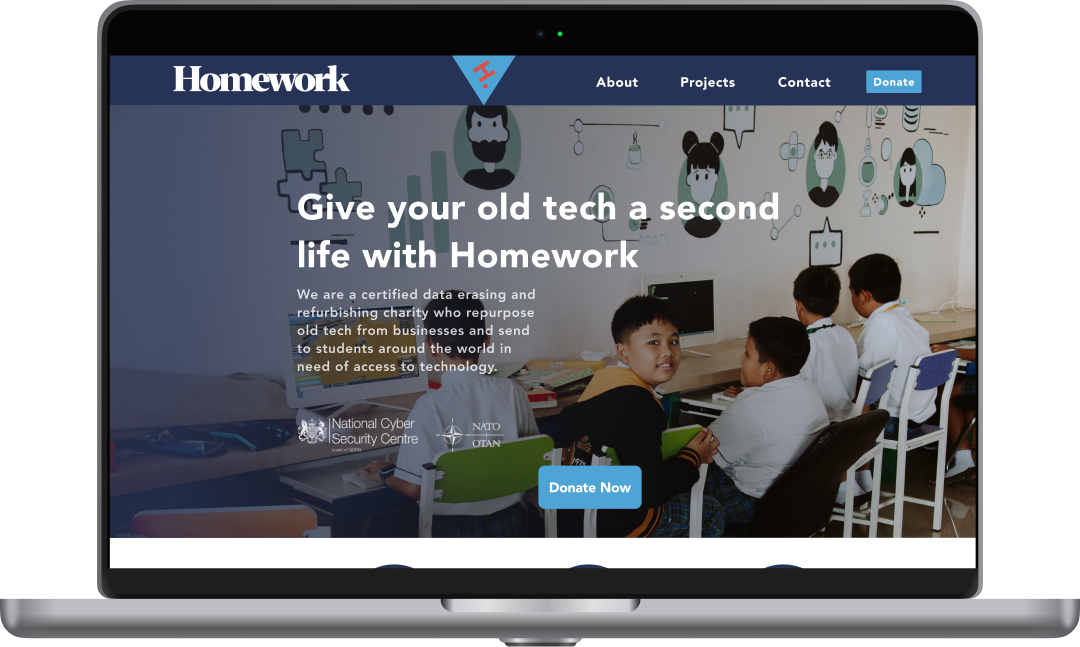 Homework
H.
About
Projects
Contact
Donate
Give your old tech a second
life with Homework
We are a certified data erasing and
refurbishing charity who repurpose
old tech from businesses and send
to students around the world in
need of access to technology.
National Cyber
Security Centre
a part of GCHQ
NATO
OTAN
Donate Now